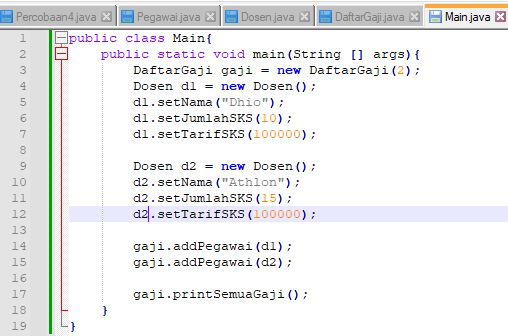 Percobaan4.java Pegawai.java Dosen.java DaftarGaji.java Main.java
1 public class Main{
2     public static void main(String [] args){
3         DaftarGaji gaji = new DaftarGaji(2);
4         Dosen d1 = new Dosen();
5         d1.setNama("Dhio");
6         d1.setJumlahSKS(10);
7         d1.setTarifSKS(100000);
8
9         Dosen d2 = new Dosen();
10         d2.setNama("Athlon");
11         d2.setJumlahSKS(15);
12         d2.setTarifSKS(100000);
13
14         gaji.addPegawai(d1);
15         gaji.addPegawai(d2);
16
17         gaji.printSemuaGaji();
18     }
19 }